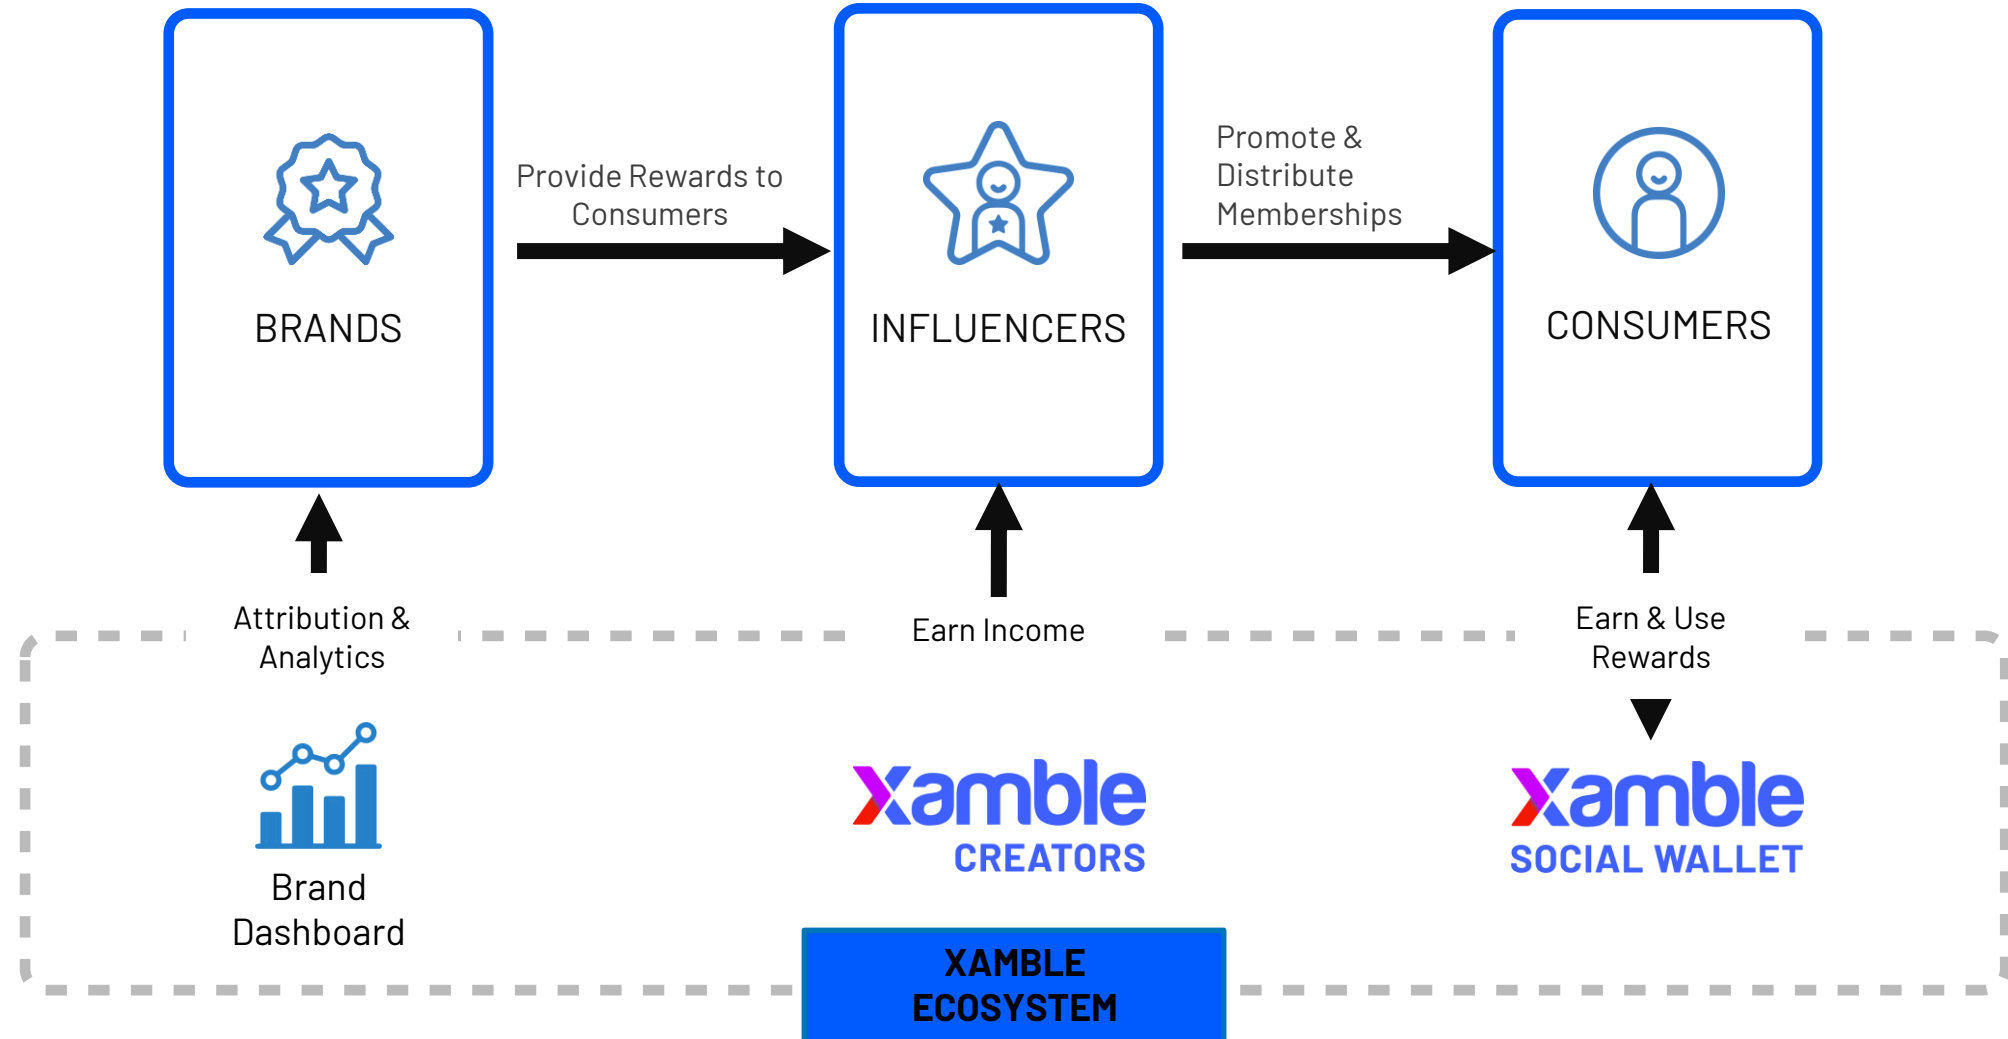 BRANDS
Provide Rewards to
Consumers
INFLUENCERS
Promote &
Distribute
Memberships
CONSUMERS
Attribution &
Analytics
Earn Income
Earn & Use
Rewards
Brand
Dashboard
xamble
CREATORS
xamble
SOCIAL WALLET
XAMBLE
ECOSYSTEM